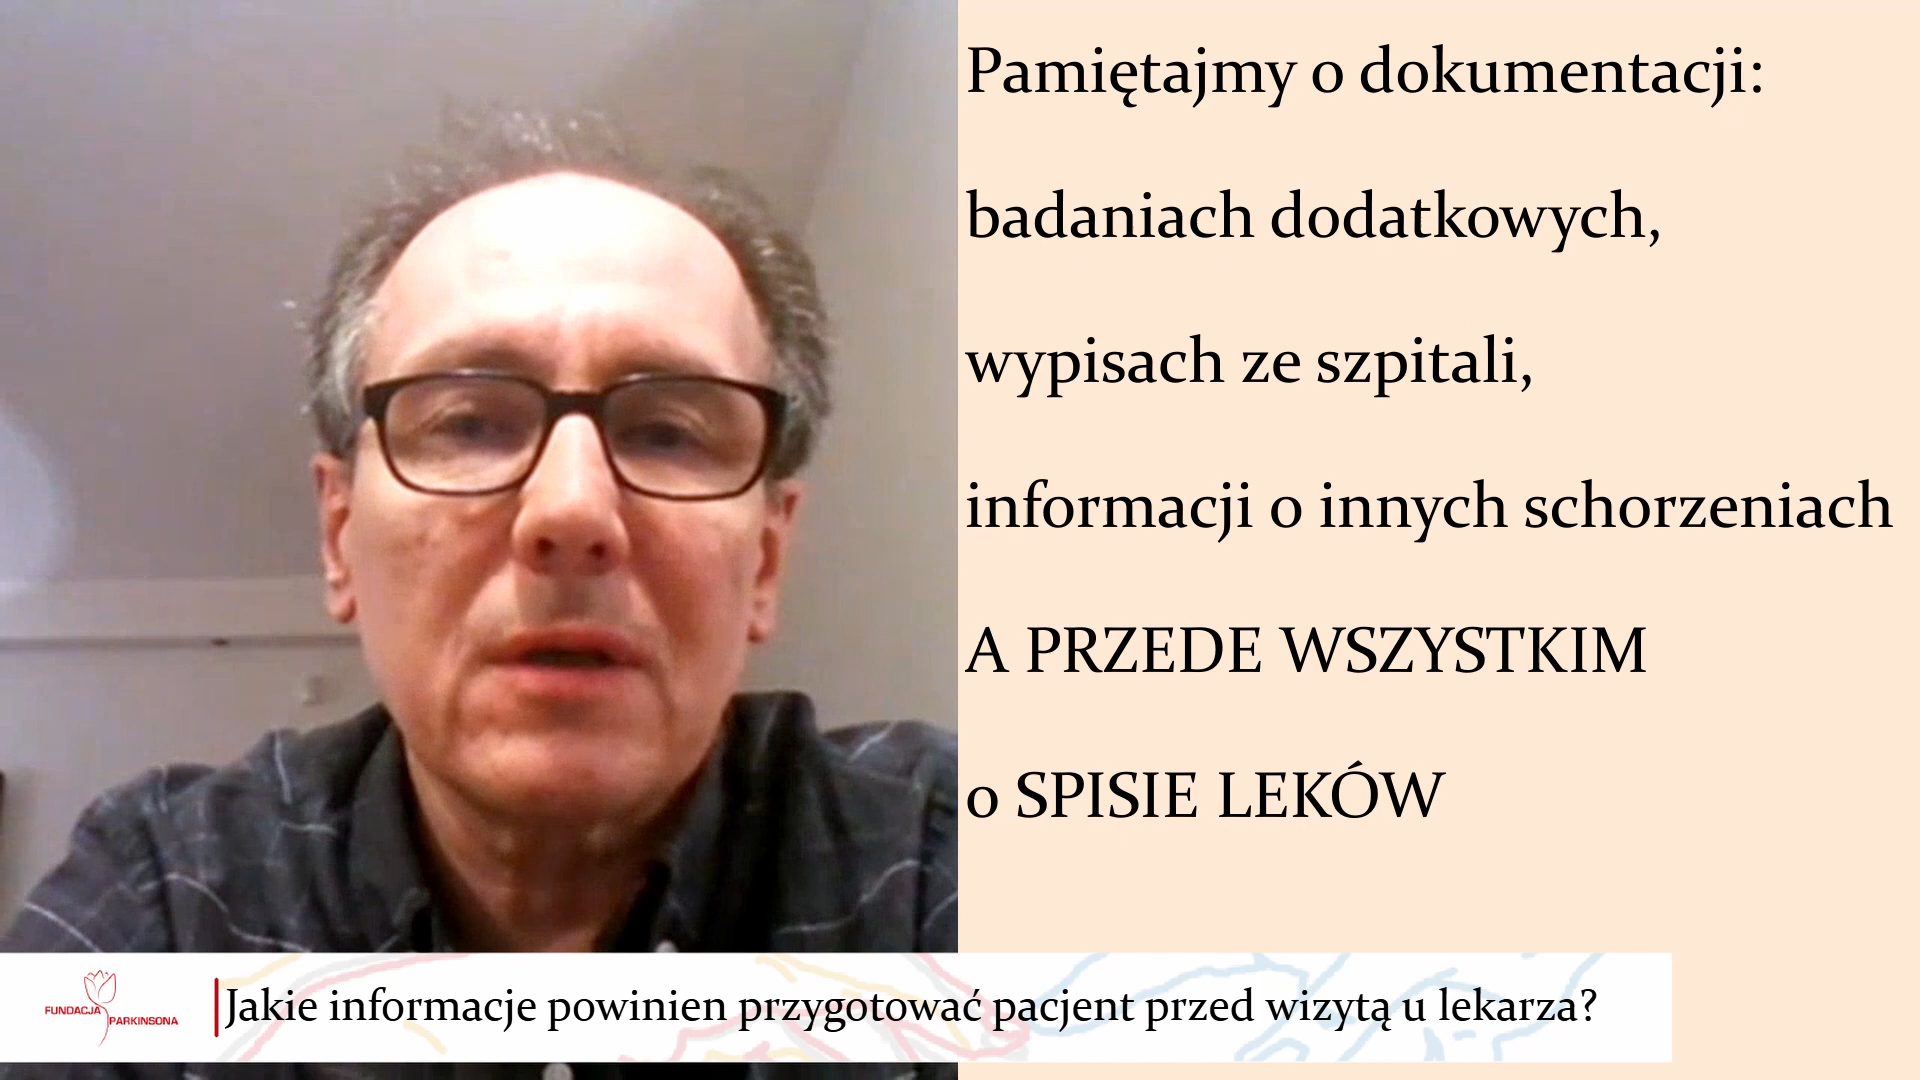 Pamiętajmy o dokumentacji:
badaniach dodatkowych,
wypisach ze szpitali,
informacji o innych schorzeniach
A PRZEDE WSZYSTKIM
o SPISIE LEKÓW
FUNDACJA
PARKINSONA
Jakie informacje powinien przygotować pacjent przed wizytą u lekarza?